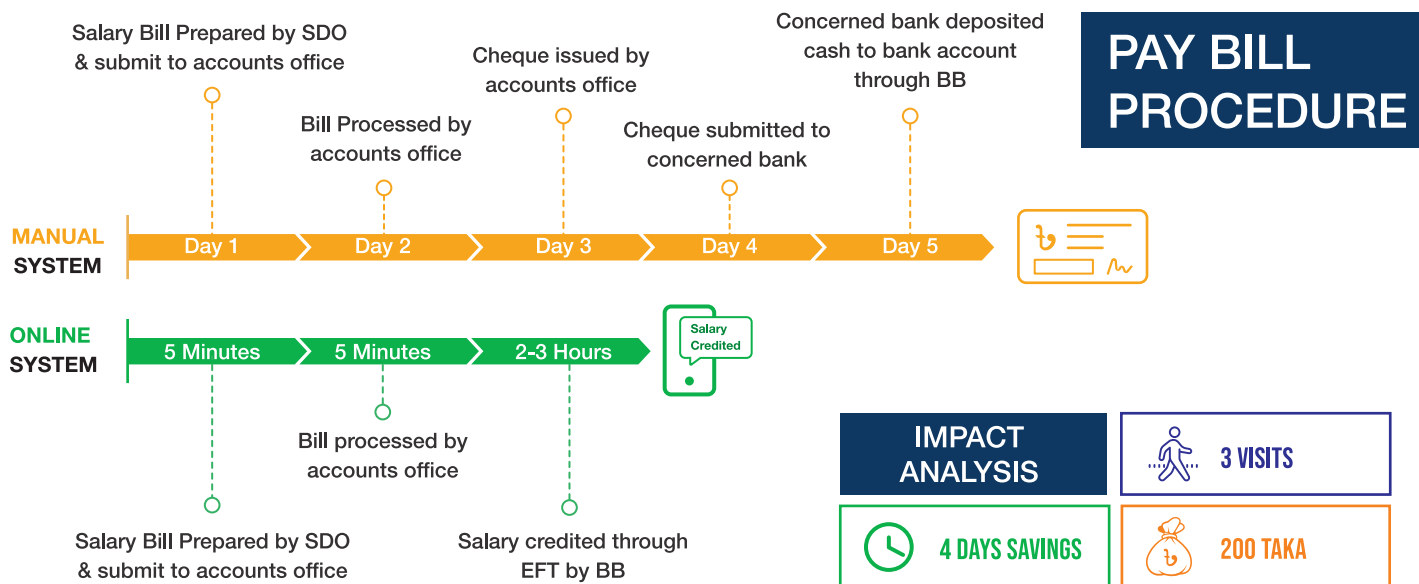 PAY BILL
PROCEDURE
Salary Bill Prepared by SDO
& submit to accounts office
Bill Processed by
accounts office
Cheque issued by
accounts office
Cheque submitted to
concerned bank
Concerned bank deposited
cash to bank account
through BB
MANUAL
SYSTEM
Day 1
Day 2
Day 3
Day 4
Day 5
৳
ONLINE
SYSTEM
5 Minutes
5 Minutes
2-3 Hours
Salary
Credited
Salary Bill Prepared by SDO
& submit to accounts office
Bill processed by
accounts office
Salary credited through
EFT by BB
IMPACT
ANALYSIS
3 VISITS
4 DAYS SAVINGS
৳
200 TAKA